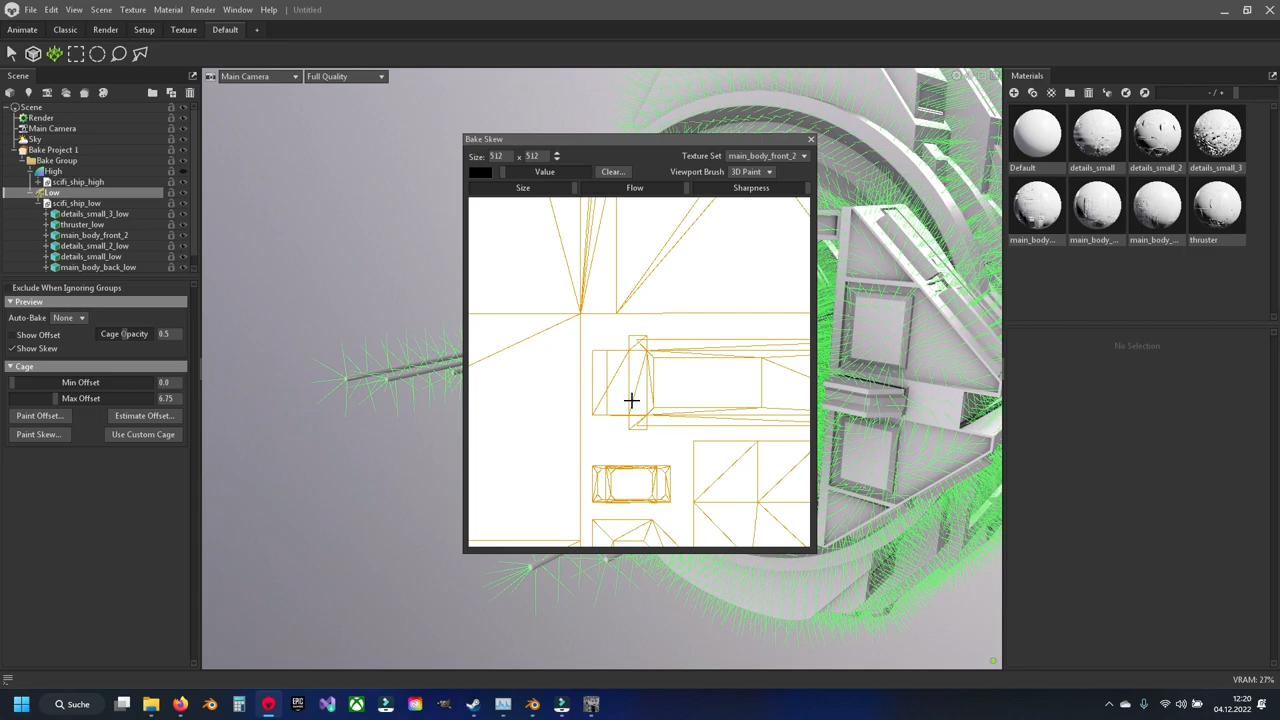 File Edit View Scene Texture Material Render Window Help Untitled
Animate Classic Render Setup Texture Default +
Scene
Main Camera Full Quality
Materials
- / +
Scene
Render
Main Camera
Sky
Bake Project 1
Bake Group
High
scifi_ship_high
Low
scifi_ship_low
details_small_3_low
thruster_low
main_body_front_2
details_small_2_low
details_small_low
main_body_back_low
Exclude When Ignoring Groups
Preview
Auto-Bake None
Show Offset Cage Opacity 0.5
Show Skew
Cage
Min Offset 0.0
Max Offset 6.75
Paint Offset... Estimate Offset...
Paint Skew... Use Custom Cage
Bake Skew
Size: 512 x 512 Texture Set main_body_front_2
Value Clear... Viewport Brush 3D Paint
Size Flow Sharpness
Default details_small details_small_2 details_small_3
main_body... main_body_... main_body_... thruster
No Selection
VRAM: 27%
Suche
EPIC
12:20
04.12.2022